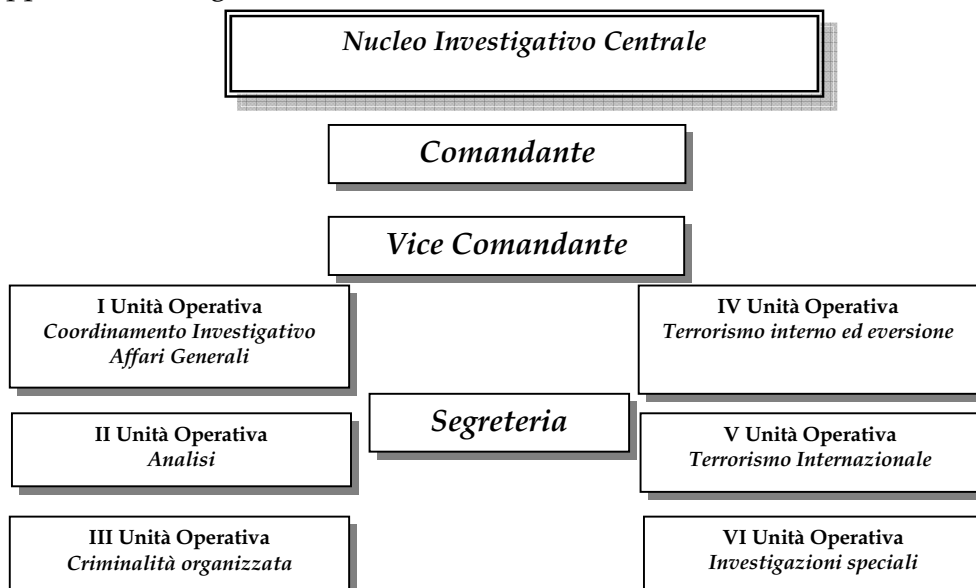 Nucleo Investigativo Centrale
Comandante
Vice Comandante
I Unità Operativa
Coordinamento Investigativo
Affari Generali
IV Unità Operativa
Terrorismo interno ed eversione
Segreteria
II Unità Operativa
Analisi
V Unità Operativa
Terrorismo Internazionale
III Unità Operativa
Criminalità organizzata
VI Unità Operativa
Investigazioni speciali